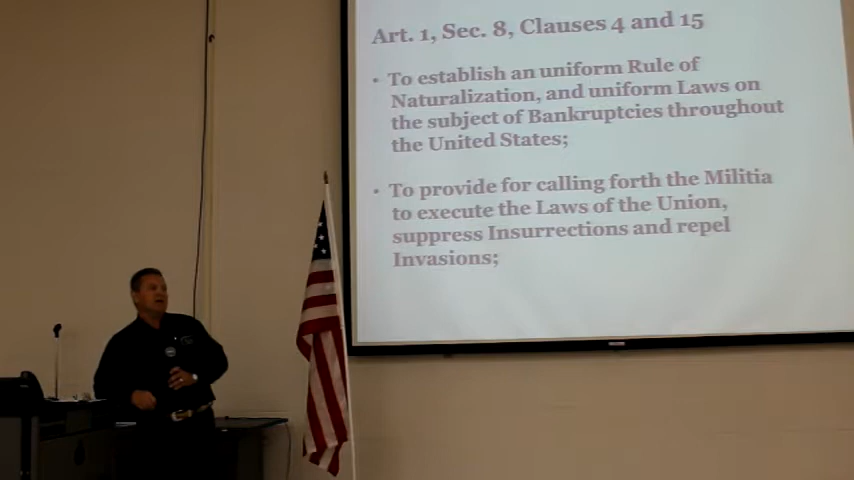 Art. 1, Sec. 8, Clauses 4 and 15
• To establish an uniform Rule of
Naturalization, and uniform Laws on
the subject of Bankruptcies throughout
the United States;
• To provide for calling forth the Militia
to execute the Laws of the Union,
suppress Insurrections and repel
Invasions;